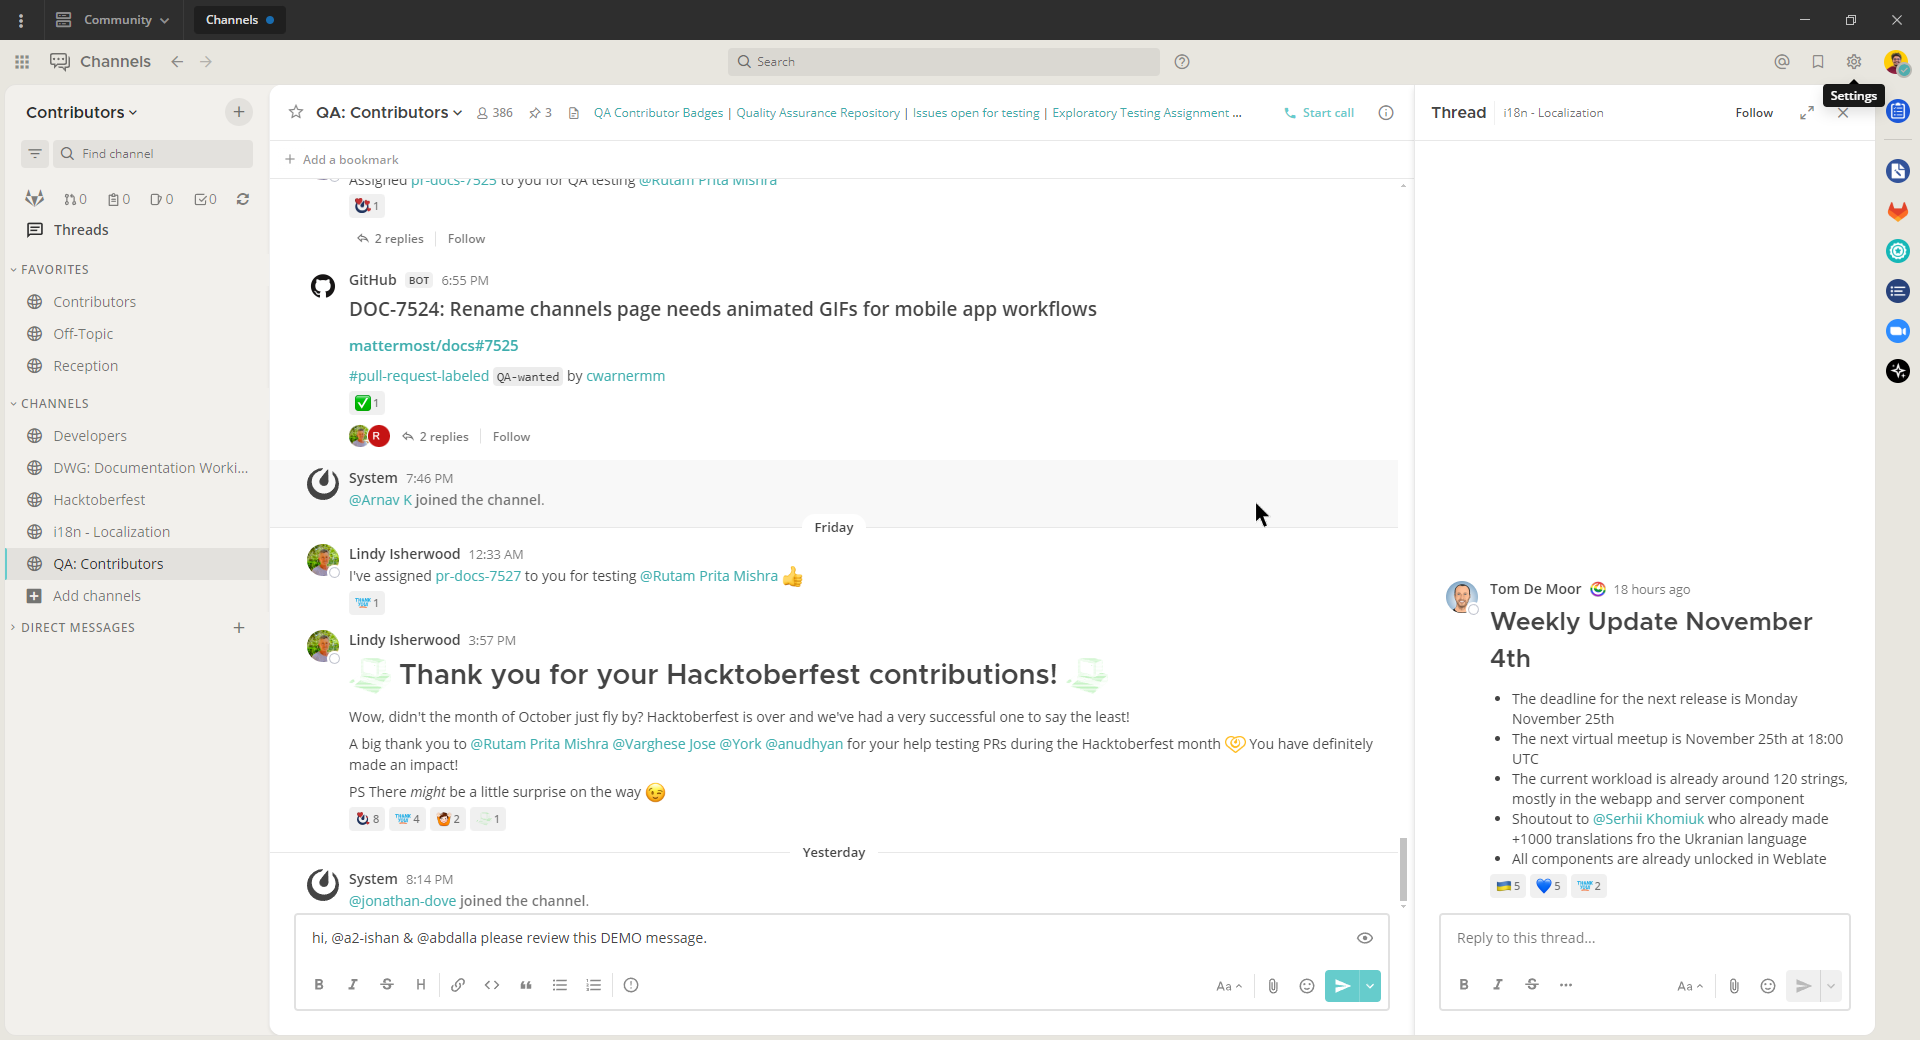 Community
Channels
Channels
Search
Settings
Contributors
Find channel
0
0
0
0
Threads
FAVORITES
Contributors
Off-Topic
Reception
CHANNELS
Developers
DWG: Documentation Worki...
Hacktoberfest
i18n - Localization
QA: Contributors
Add channels
DIRECT MESSAGES
QA: Contributors 386 3 QA Contributor Badges | Quality Assurance Repository | Issues open for testing | Exploratory Testing Assignment ... Start call
Add a bookmark
Assigned pr-docs-7525 to you for QA testing @Rutam Prita Mishra
1
2 replies Follow
GitHub BOT 6:55 PM
DOC-7524: Rename channels page needs animated GIFs for mobile app workflows
mattermost/docs#7525
#pull-request-labeled QA-wanted by cwarnermm
1
R 2 replies Follow
System 7:46 PM
@Arnav K joined the channel.
Friday
Lindy Isherwood 12:33 AM
I've assigned pr-docs-7527 to you for testing @Rutam Prita Mishra
THANK YOU 1
Lindy Isherwood 3:57 PM
Thank you for your Hacktoberfest contributions!
Wow, didn't the month of October just fly by? Hacktoberfest is over and we've had a very successful one to say the least!
A big thank you to @Rutam Prita Mishra @Varghese Jose @York @anudhyan for your help testing PRs during the Hacktoberfest month You have definitely
made an impact!
PS There might be a little surprise on the way
8 THANK YOU 4 2 1
Yesterday
System 8:14 PM
@jonathan-dove joined the channel.
hi, @a2-ishan & @abdalla please review this DEMO message.
B I S H Aa
Thread i18n - Localization Follow
Tom De Moor 18 hours ago
Weekly Update November
4th
• The deadline for the next release is Monday
November 25th
• The next virtual meetup is November 25th at 18:00
UTC
• The current workload is already around 120 strings,
mostly in the webapp and server component
• Shoutout to @Serhii Khomiuk who already made
+1000 translations fro the Ukranian language
• All components are already unlocked in Weblate
5 5 THANK YOU 2
Reply to this thread...
B I S Aa